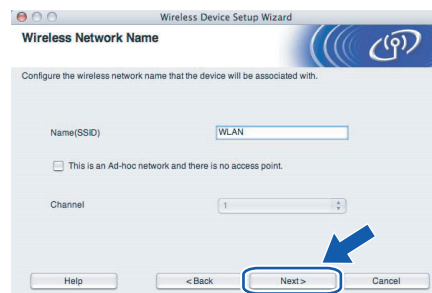 Wireless Device Setup Wizard
Wireless Network Name
Configure the wireless network name that the device will be associated with.
Name(SSID) WLAN
This is an Ad-hoc network and there is no access point.
Channel 1
Help < Back Next > Cancel